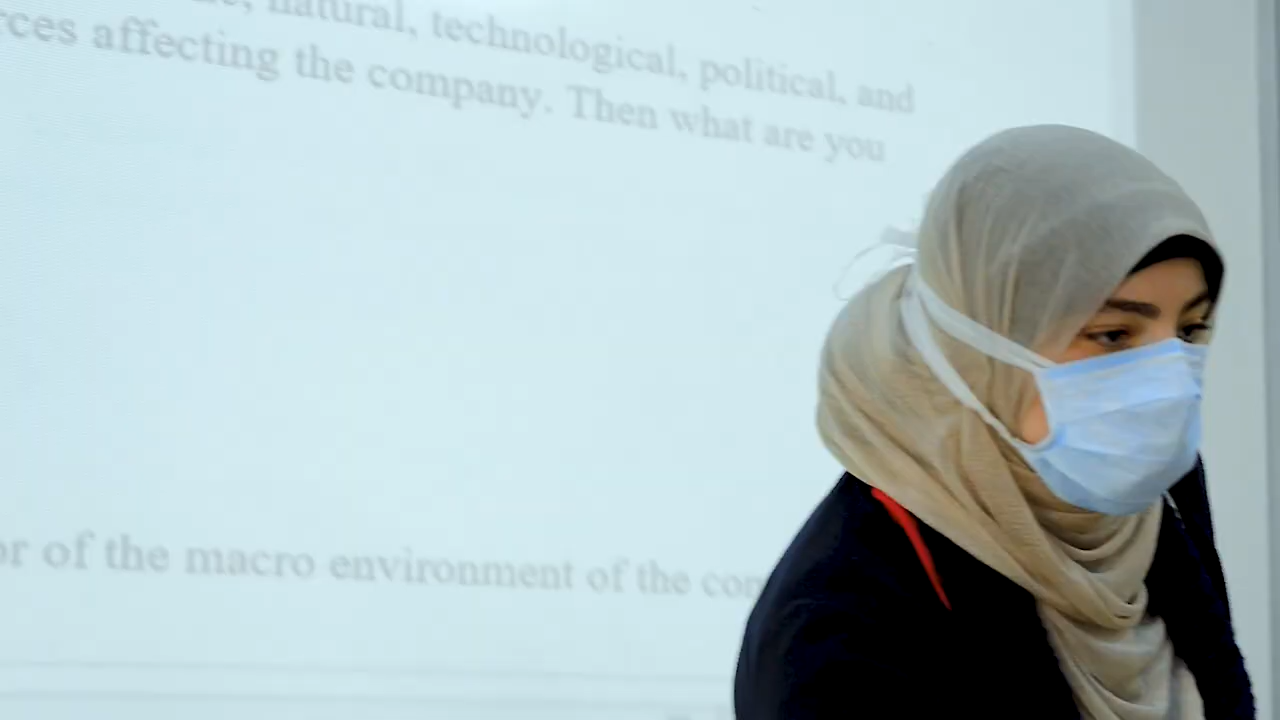 natural, technological, political, and
rces affecting the company. Then what are you
or of the macro environment of the con